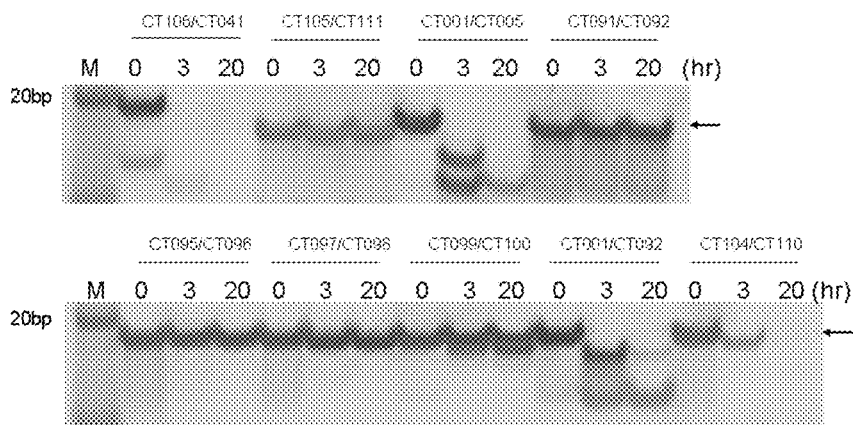 CT106/CT041 CT105/CT111 CT001/CT005 CT091/CT092
M 0 3 20 0 3 20 0 3 20 0 3 20 (hr)
20bp
CT095/CT096 CT097/CT098 CT099/CT100 CT001/CT092 CT104/CT110
M 0 3 20 0 3 20 0 3 20 0 3 20 0 3 20 (hr)
20bp